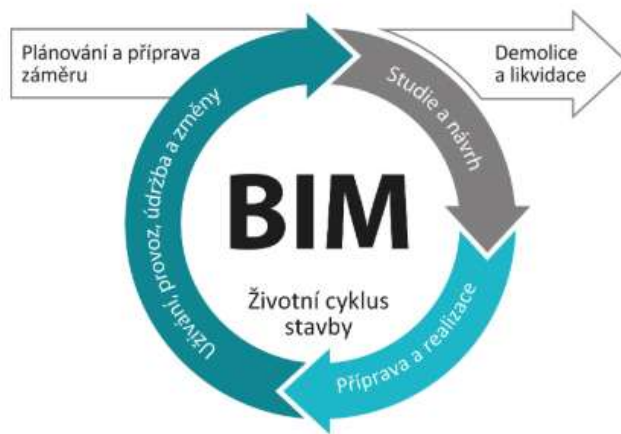 Plánování a příprava
záměru
Demolice
a likvidace
Studie a návrh
BIM
Životní cyklus
stavby
Příprava a realizace
Užívání, provoz, údržba a změny